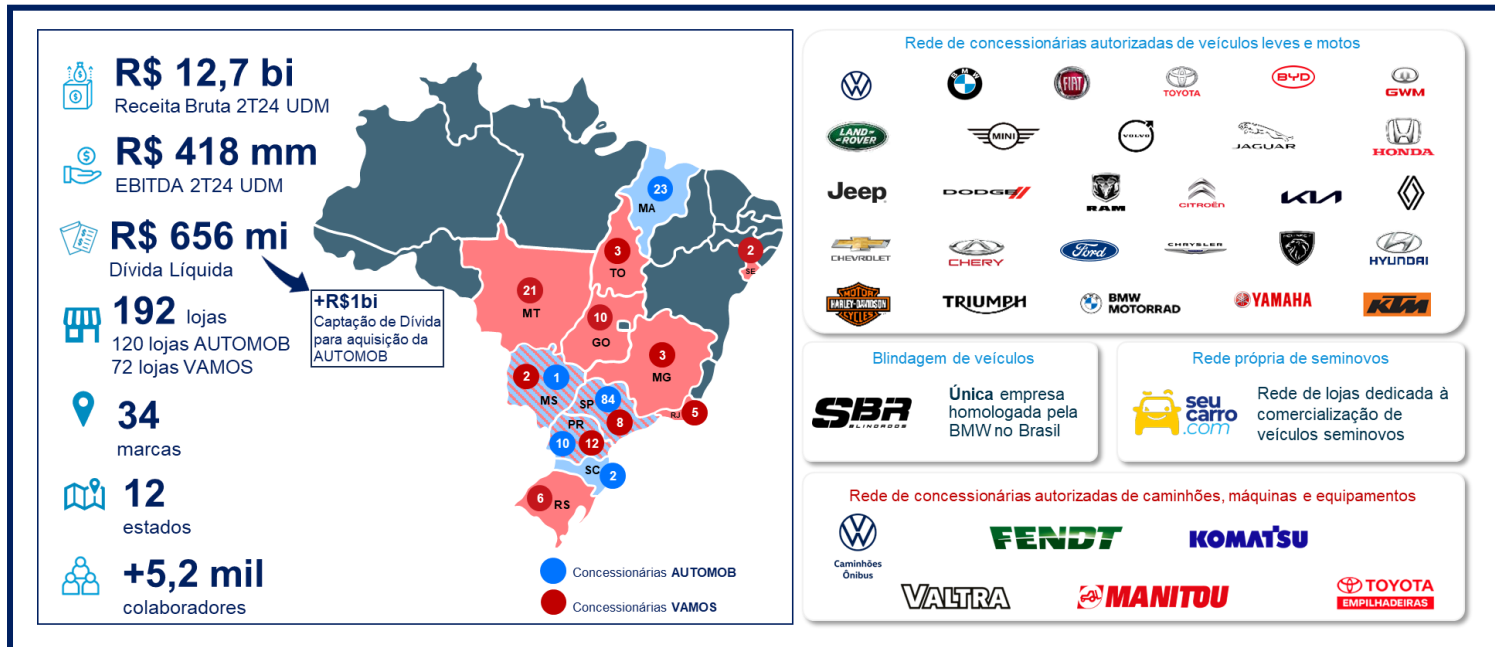 R$ 12,7 bi
Receita Bruta 2T24 UDM
R$ 418 mm
EBITDA 2T24 UDM
R$ 656 mi
Dívida Líquida
+R$1bi
Captação de Dívida
para aquisição da
AUTOMOB
192 lojas
120 lojas AUTOMOB
72 lojas VAMOS
34
marcas
12
estados
+5,2 mil
colaboradores
23
MA
3
TO
2
SE
21
MT
10
GO
3
MG
2
1
MS
SP
84
8
RJ
5
PR
10
12
SC
2
6
RS
Concessionárias AUTOMOB
Concessionárias VAMOS
Rede de concessionárias autorizadas de veículos leves e motos
BMW
FIAT
TOYOTA
BYD
GWM
LAND-
ROVER
MINI
VOLVO
JAGUAR
HONDA
Jeep
DODGE
RAM
CITROËN
KIA
CHEVROLET
CHERY
Ford
CHRYSLER
PEUGEOT
HYUNDAI
MOTOR
HARLEY-DAVIDSON
CYCLES
TRIUMPH
BMW
MOTORRAD
YAMAHA
KTM
Blindagem de veículos
SBR
BLINDADOS
Única empresa
homologada pela
BMW no Brasil
Rede própria de seminovos
seu
carro
.com
Rede de lojas dedicada à
comercialização de
veículos seminovos
Rede de concessionárias autorizadas de caminhões, máquinas e equipamentos
Caminhões
Ônibus
FENDT
KOMATSU
VALTRA
MANITOU
TOYOTA
EMPILHADEIRAS